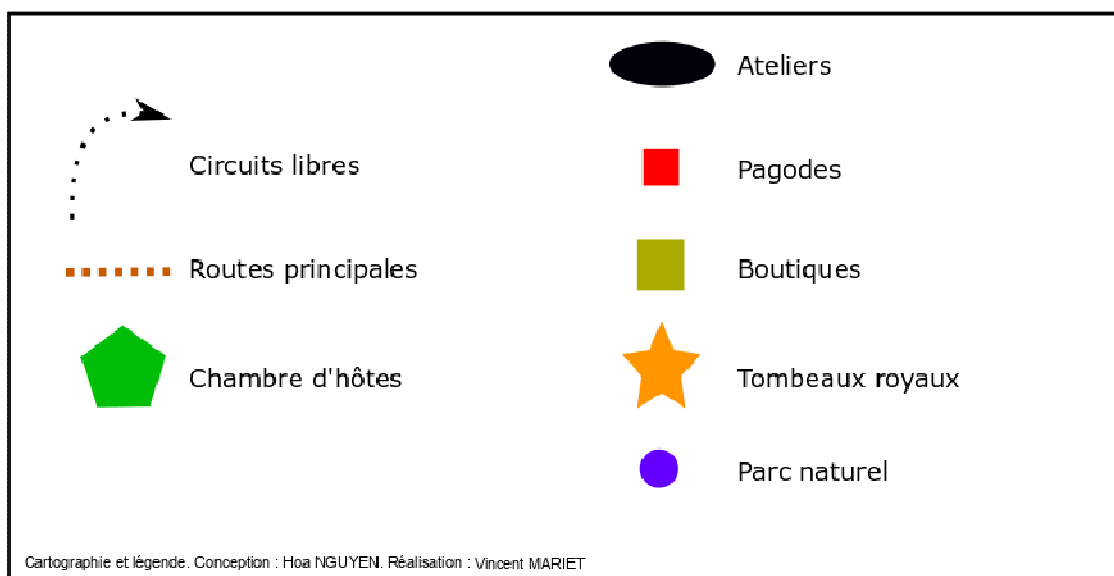 Circuits libres
Routes principales
Chambre d'hôtes
Ateliers
Pagodes
Boutiques
Tombeaux royaux
Parc naturel
Cartographie et légende. Conception : Hoa NGUYEN. Réalisation : Vincent MARIET